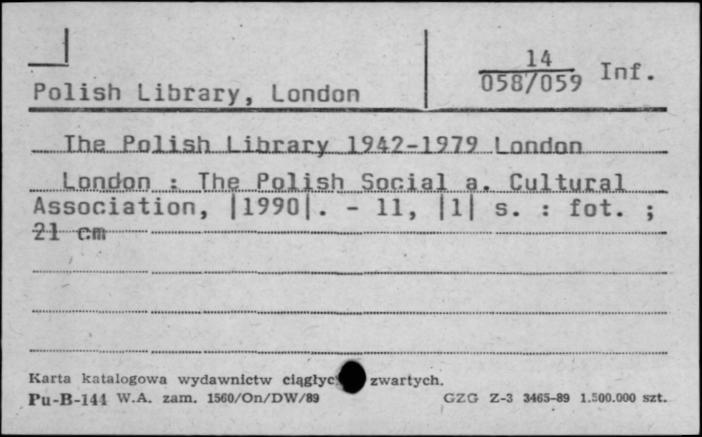 14
058/059 Inf.
Polish Library, London
The Polish Library 1942-1979 London
London : The Polish Social a. Cultural
Association, |1990|. - 11, |1| s. : fot. ;
21 cm
Karta katalogowa wydawnictw ciągłyc zwartych.
Pu-B-144 W.A. zam. 1560/On/DW/89 GZG Z-3 3465-89 1.500.000 szt.